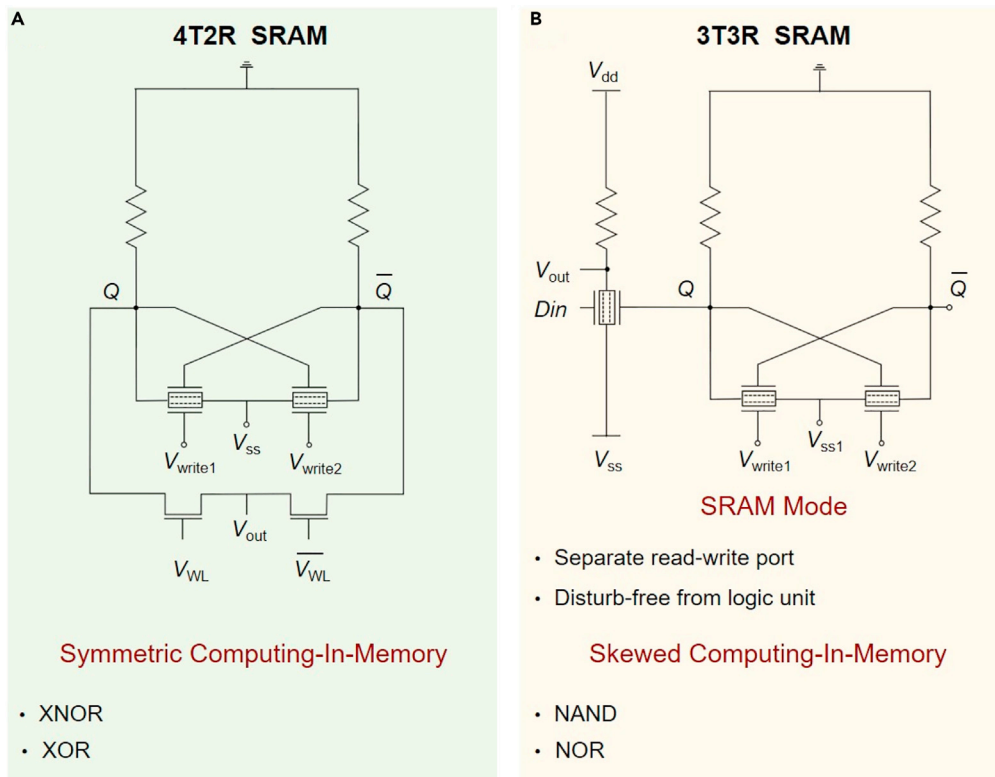 A
4T2R SRAM
Q
Q̅
Vss
Vwrite1
Vwrite2
Vout
VWL
V̅WL
Symmetric Computing-In-Memory
• XNOR
• XOR
B
3T3R SRAM
Vdd
Vout
Din
Q
Q̅
Vss
Vss1
Vwrite1
Vwrite2
SRAM Mode
• Separate read-write port
• Disturb-free from logic unit
Skewed Computing-In-Memory
• NAND
• NOR